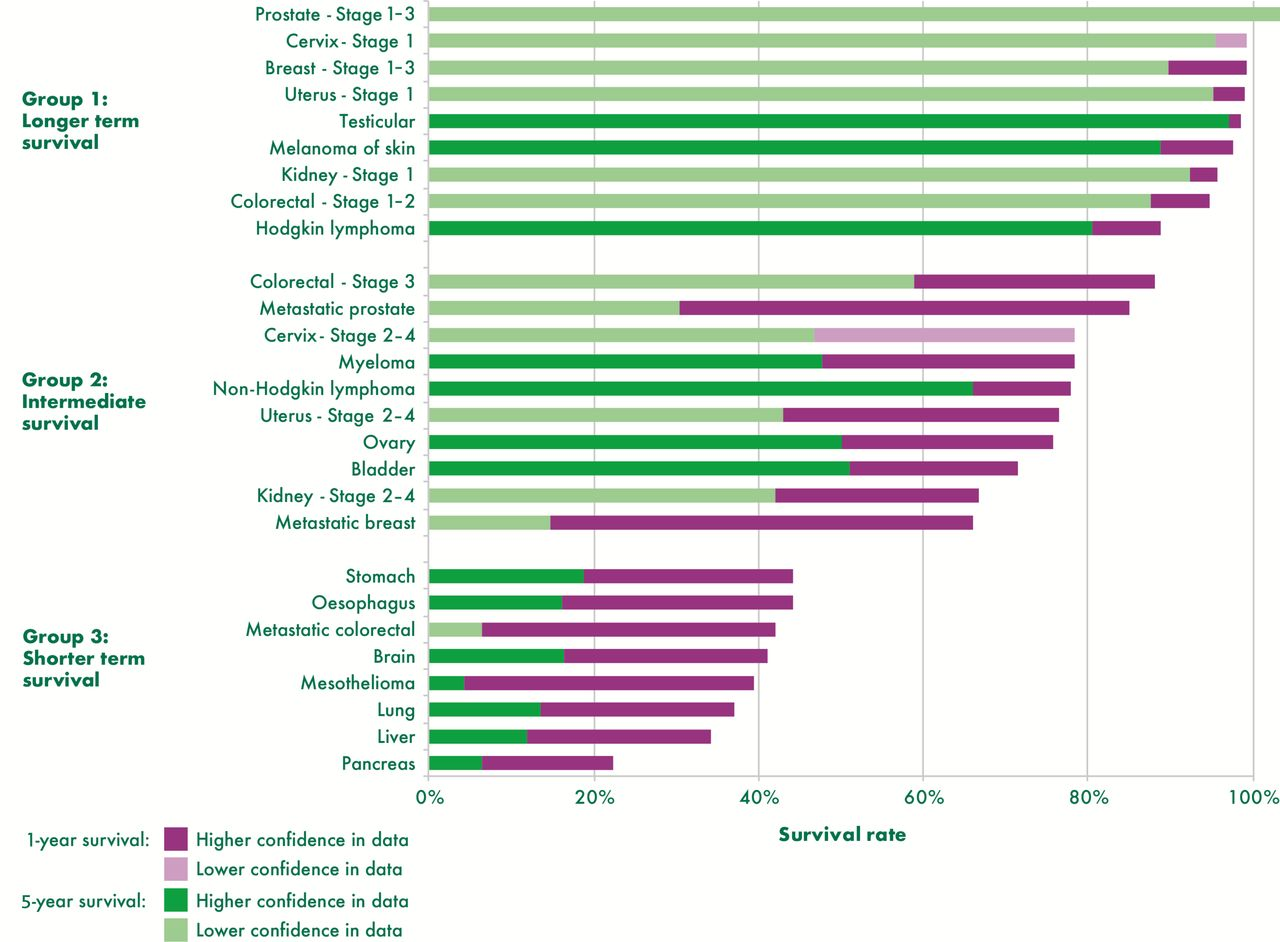 Prostate - Stage 1-3
Cervix - Stage 1
Breast - Stage 1-3
Group 1:
Longer term
survival
Uterus - Stage 1
Testicular
Melanoma of skin
Kidney - Stage 1
Colorectal - Stage 1-2
Hodgkin lymphoma
Colorectal - Stage 3
Metastatic prostate
Cervix - Stage 2-4
Myeloma
Group 2:
Intermediate
survival
Non-Hodgkin lymphoma
Uterus - Stage 2-4
Ovary
Bladder
Kidney - Stage 2-4
Metastatic breast
Stomach
Oesophagus
Metastatic colorectal
Group 3:
Shorter term
survival
Brain
Mesothelioma
Lung
Liver
Pancreas
0% 20% 40% 60% 80% 100%
Survival rate
1-year survival: Higher confidence in data
Lower confidence in data
5-year survival: Higher confidence in data
Lower confidence in data